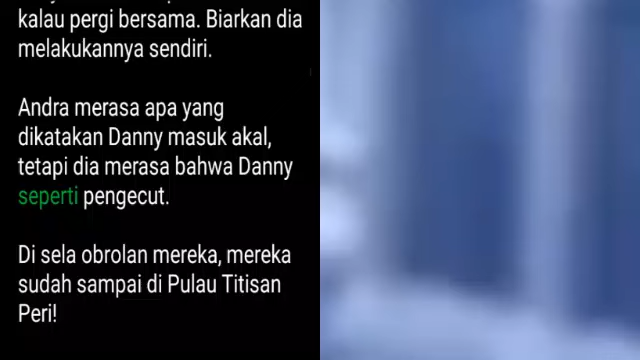 kalau pergi bersama. Biarkan dia
melakukannya sendiri.
Andra merasa apa yang
dikatakan Danny masuk akal,
tetapi dia merasa bahwa Danny
seperti pengecut.
Di sela obrolan mereka, mereka
sudah sampai di Pulau Titisan
Peri!